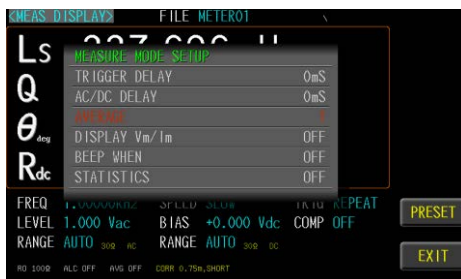 <MEAS DISPLAY> FILE METER01
Ls
MEASURE MODE SETUP
TRIGGER DELAY 0mS
Q
AC/DC DELAY 0mS
AVERAGE
θ deg
DISPLAY Vm/Im OFF
BEEP WHEN OFF
Rdc
STATISTICS OFF
FREQ SPEED SLOW TRIG REPEAT
PRESET
LEVEL 1.000 Vac BIAS +0.000 Vdc COMP OFF
RANGE AUTO 30Ω AC RANGE AUTO 30Ω DC
EXIT
RO 100Ω ALC OFF AVG OFF CORR 0.75m,SHORT